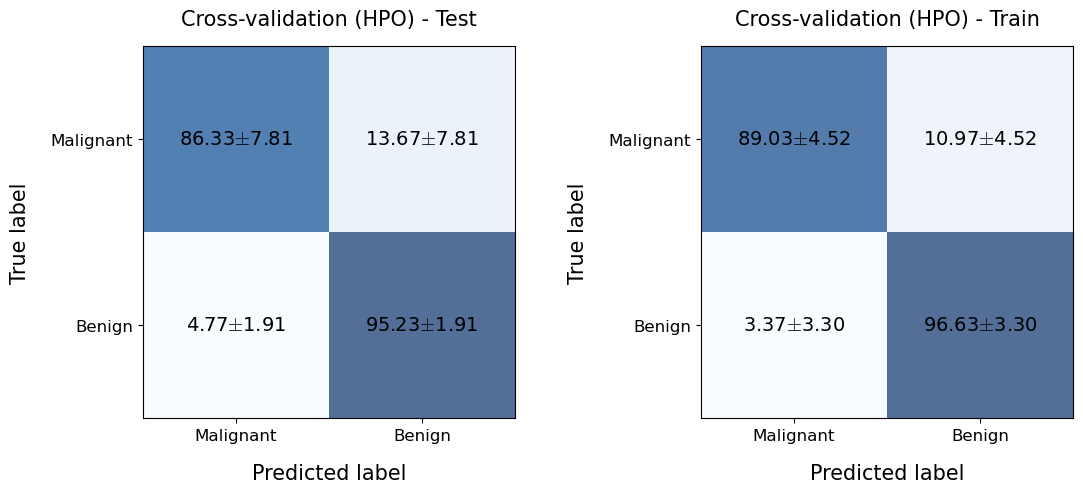 Cross-validation (HPO) - Test
True label
Malignant
86.33±7.81
13.67±7.81
Benign
4.77±1.91
95.23±1.91
Malignant
Benign
Predicted label
Cross-validation (HPO) - Train
True label
Malignant
89.03±4.52
10.97±4.52
Benign
3.37±3.30
96.63±3.30
Malignant
Benign
Predicted label